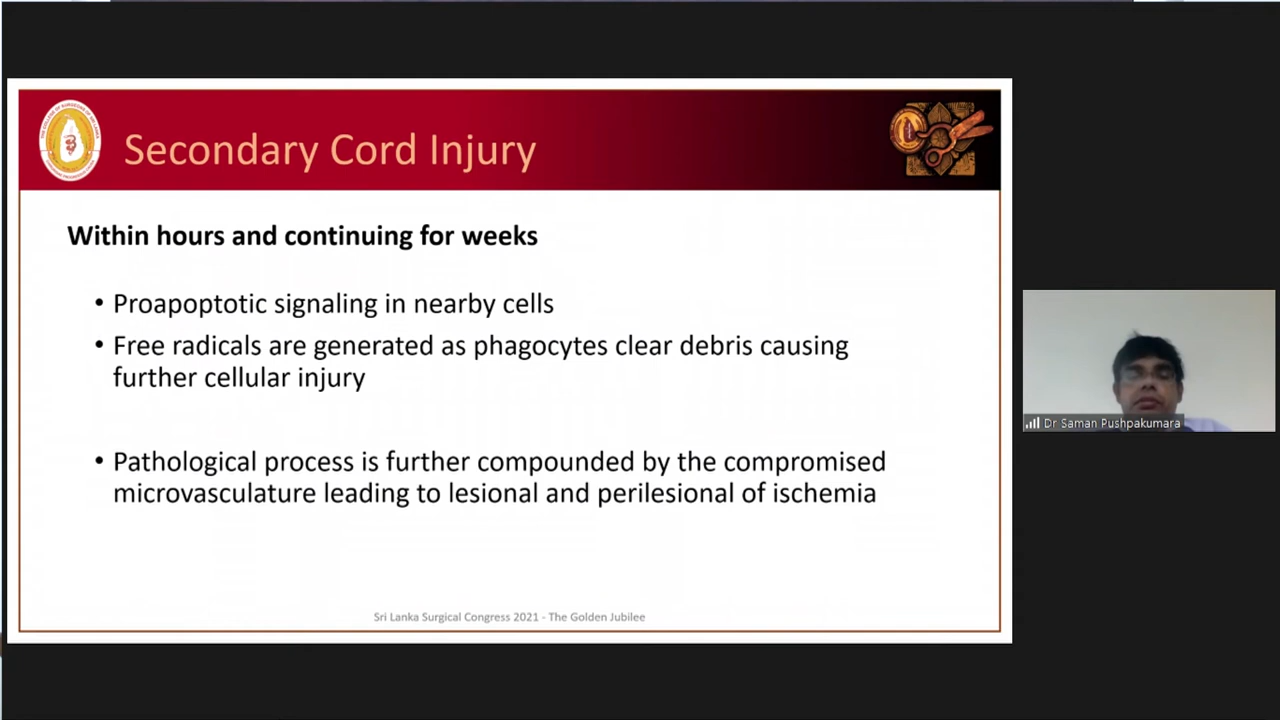 Secondary Cord Injury
Within hours and continuing for weeks
• Proapoptotic signaling in nearby cells
• Free radicals are generated as phagocytes clear debris causing
further cellular injury
• Pathological process is further compounded by the compromised
microvasculature leading to lesional and perilesional of ischemia
Sri Lanka Surgical Congress 2021 - The Golden Jubilee
Dr Saman Pushpakumara